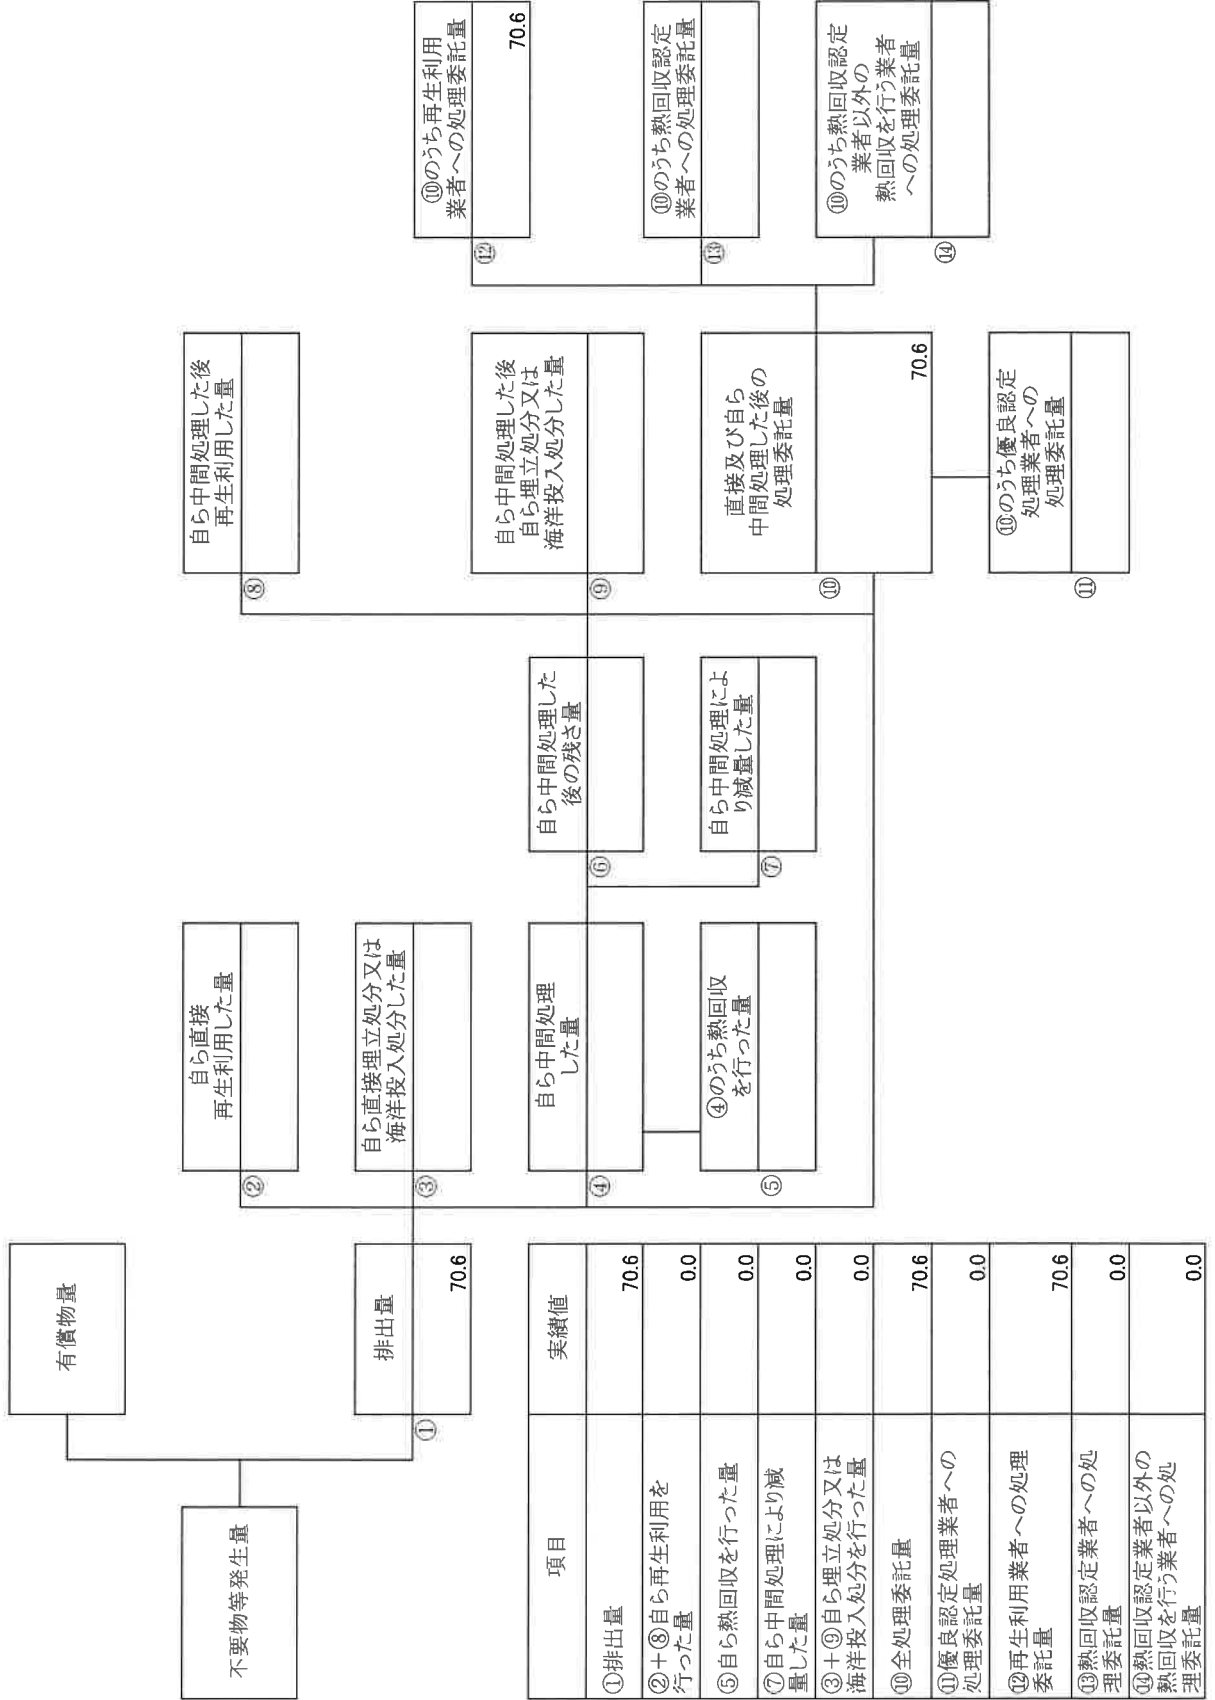 有償物量
不要物等発生量
排出量
①
70.6
自ら直接
再生利用した量
②
自ら直接埋立処分又は
海洋投入処分した量
③
自ら中間処理
した量
④
④のうち熱回収
を行った量
⑤
自ら中間処理した
後の残さ量
⑥
自ら中間処理によ
り減量した量
⑦
自ら中間処理した後
再生利用した量
⑧
自ら中間処理した後
自ら埋立処分又は
海洋投入処分した量
⑨
直接及び自ら
中間処理した後の
処理委託量
⑩
70.6
⑩のうち優良認定
処理業者への
処理委託量
⑪
⑩のうち再生利用
業者への処理委託量
⑫
70.6
⑩のうち熱回収認定
業者への処理委託量
⑬
⑩のうち熱回収認定
業者以外の
熱回収を行う業者
への処理委託量
⑭
項目
実績値
①排出量
70.6
②+⑧自ら再生利用を
行った量
0.0
⑤自ら熱回収を行った量
0.0
⑦自ら中間処理により減
量した量
0.0
③+⑨自ら埋立処分又は
海洋投入処分を行った量
0.0
⑩全処理委託量
70.6
⑪優良認定処理業者への
処理委託量
0.0
⑫再生利用業者への処理
委託量
70.6
⑬熱回収認定業者への処
理委託量
0.0
⑭熱回収認定業者以外の
熱回収を行う業者への処
理委託量
0.0